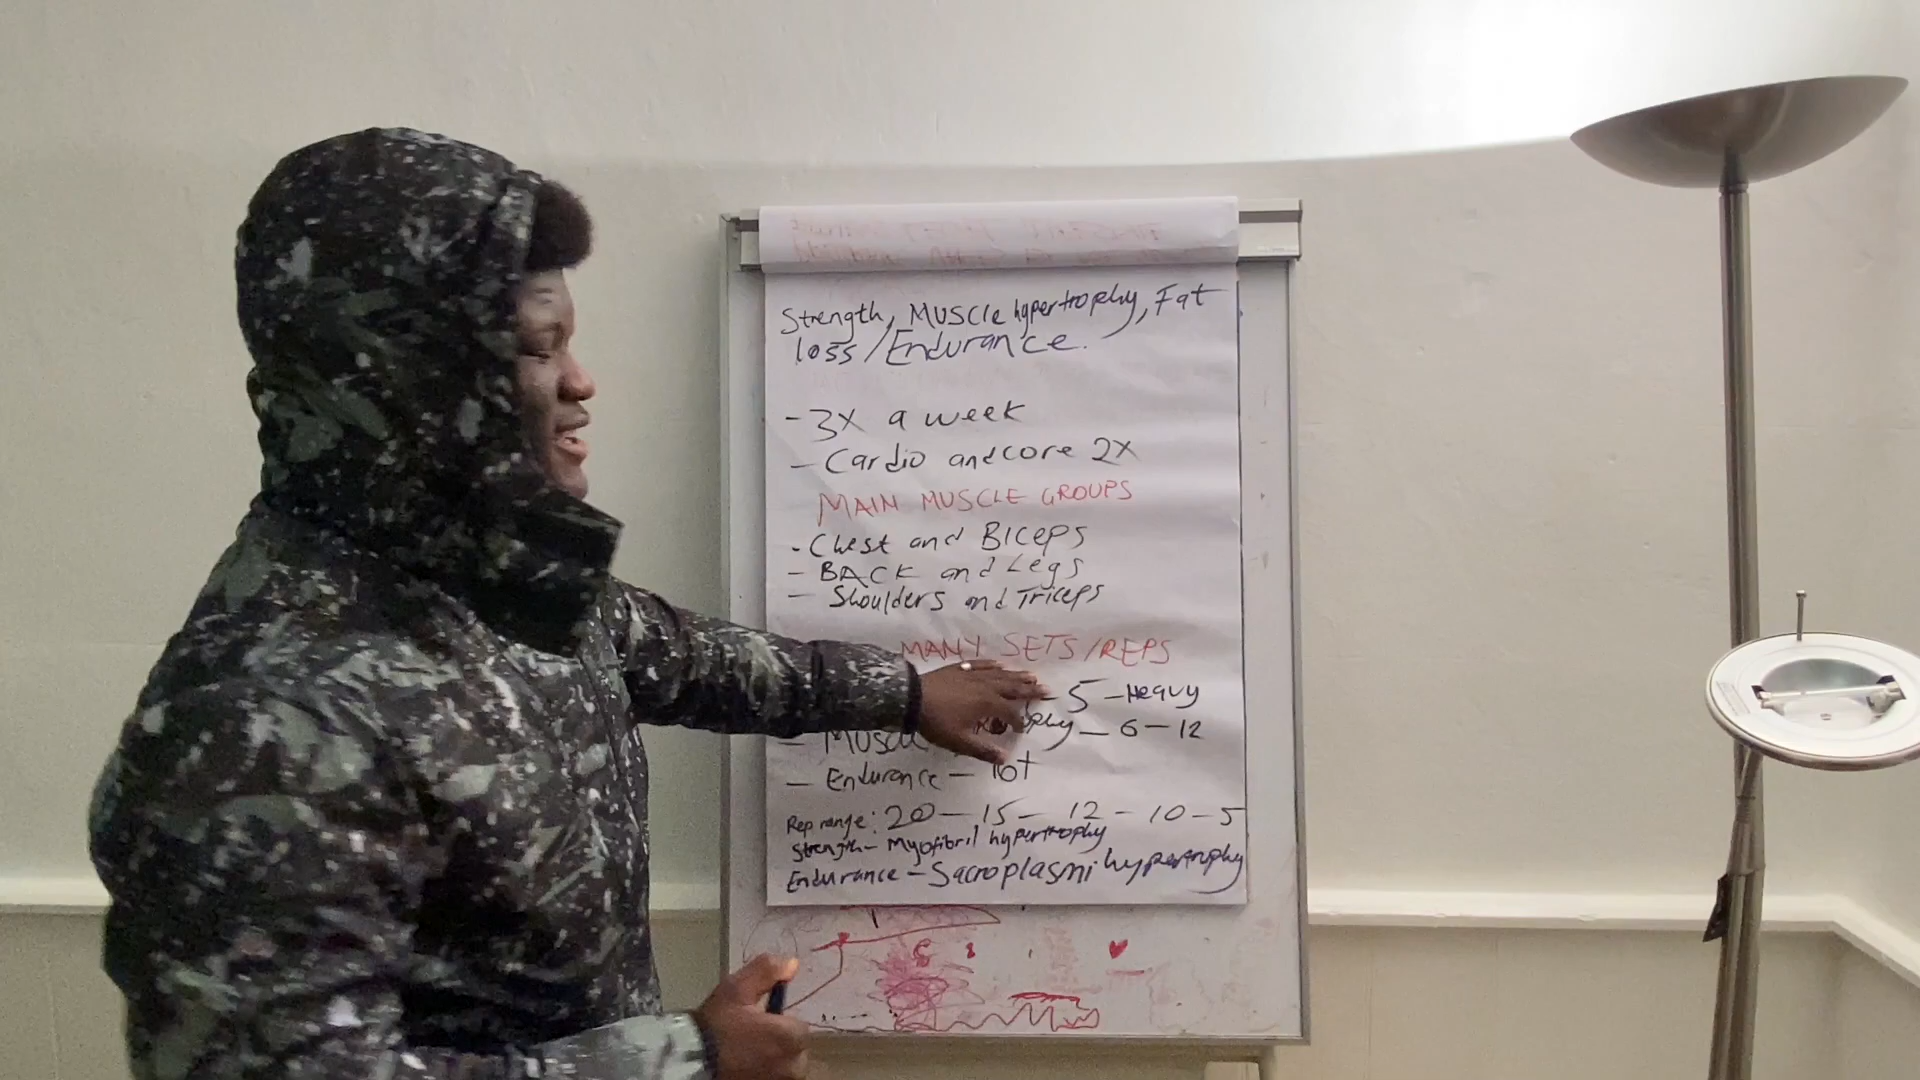 Strength, Muscle hypertrophy, Fat
loss/Endurance.
- 3X a week
- Cardio and core 2X
MAIN MUSCLE GROUPS
- Chest and Biceps
- BACK and Legs
- Shoulders and Triceps
MANY SETS/REPS
- 5 - Heavy
- Muscle - 6 - 12
- Endurance -
Rep range: 20 - 15 - 12 - 10 - 5
Strength - Myofibril hypertrophy
Endurance - Sacroplasmi hypertrophy